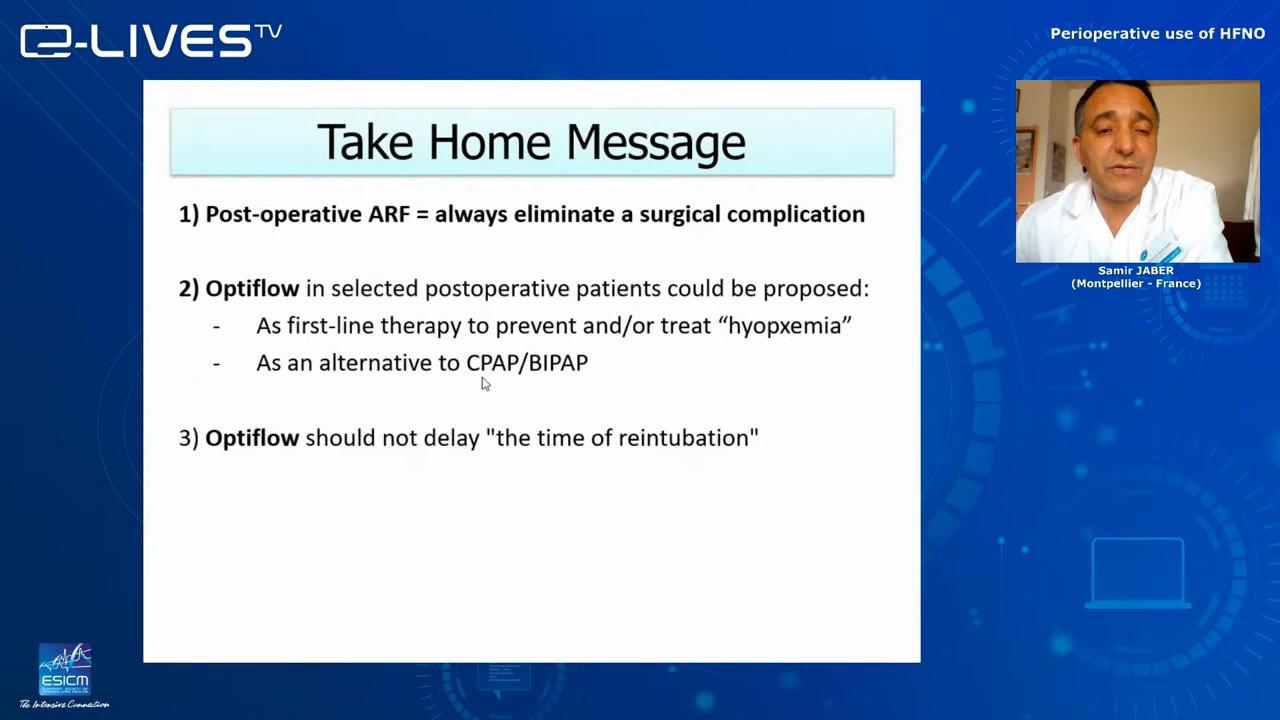 e-LIVES TV
Perioperative use of HFNO
Take Home Message
1) Post-operative ARF = always eliminate a surgical complication
2) Optiflow in selected postoperative patients could be proposed:
- As first-line therapy to prevent and/or treat “hyopxemia”
- As an alternative to CPAP/BIPAP
3) Optiflow should not delay "the time of reintubation"
Samir JABER
(Montpellier - France)
ESICM
The Intensive Connection